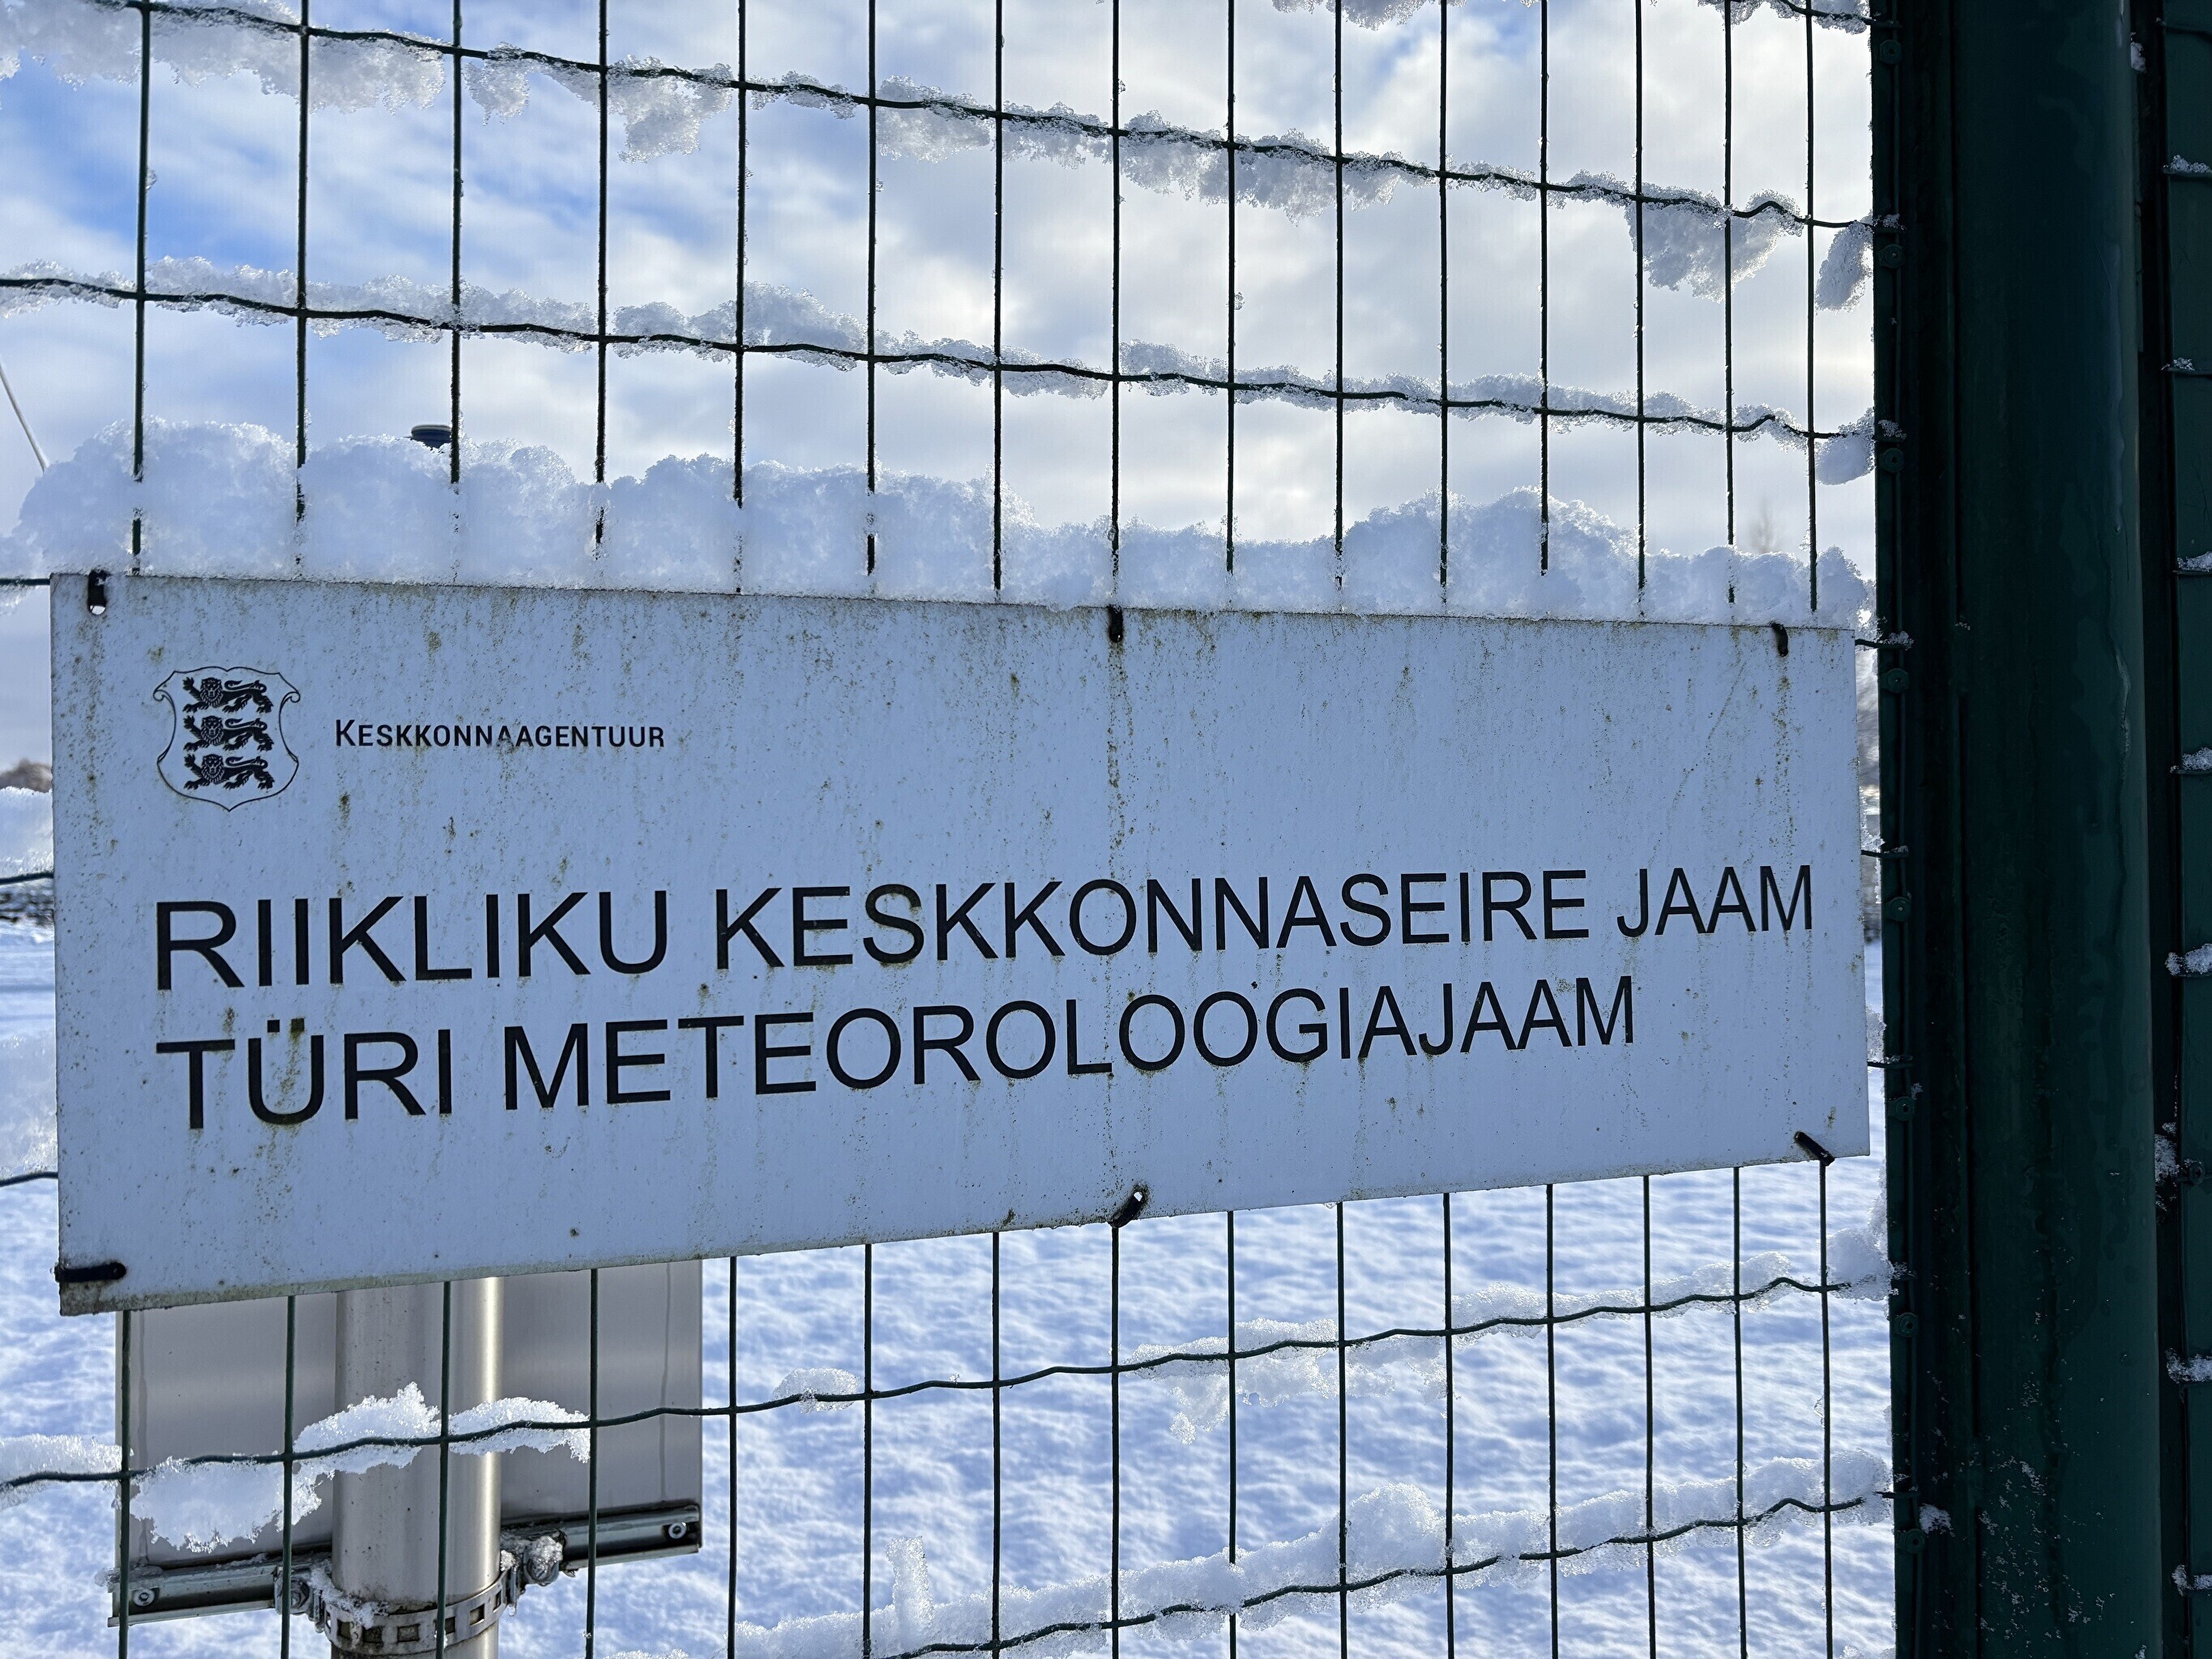 KESKKONNAAGENTUUR
RIIKLIKU KESKKONNASEIRE JAAM
TÜRI METEOROLOOGIAJAAM